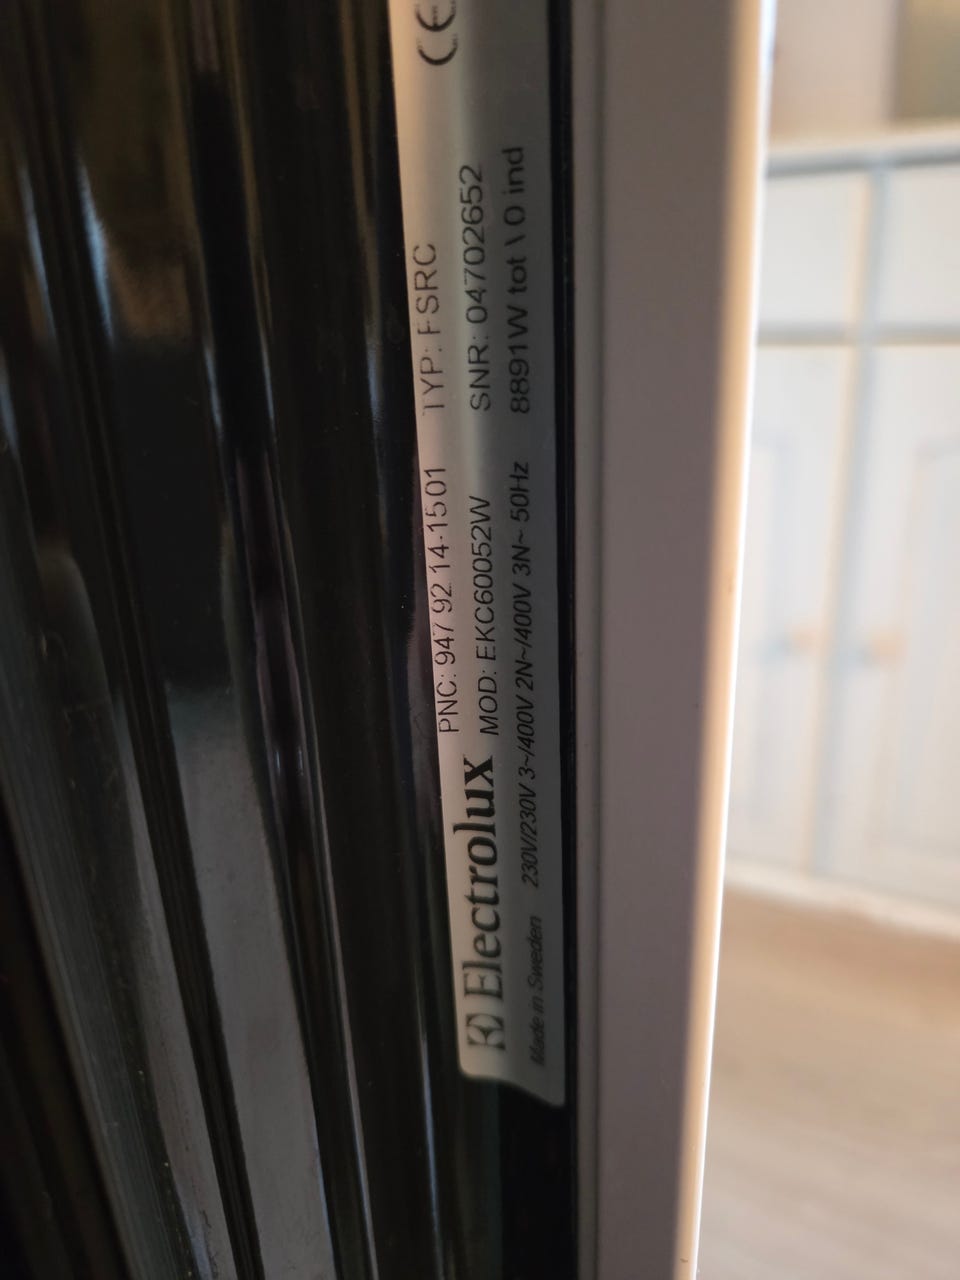 CE
PNC: 947 92 14-1501 TYP: FSRC
Electrolux MOD: EKC60052W SNR: 04702652
Made in Sweden 230V/230V 3~/400V 2N~/400V 3N~ 50Hz 8891W tot \ 0 ind